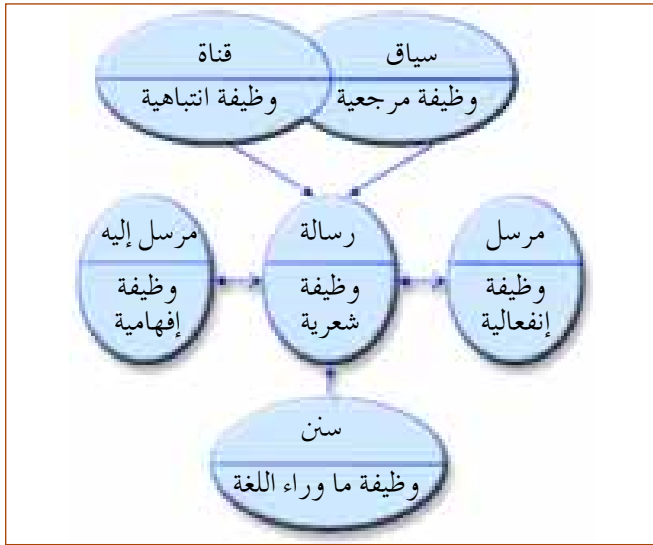 سياق
وظيفة مرجعية
قناة
وظيفة انتباهية
مرسل
وظيفة
إنفعالية
رسالة
وظيفة
شعرية
مرسل إليه
وظيفة
إفهامية
سنن
وظيفة ما وراء اللغة